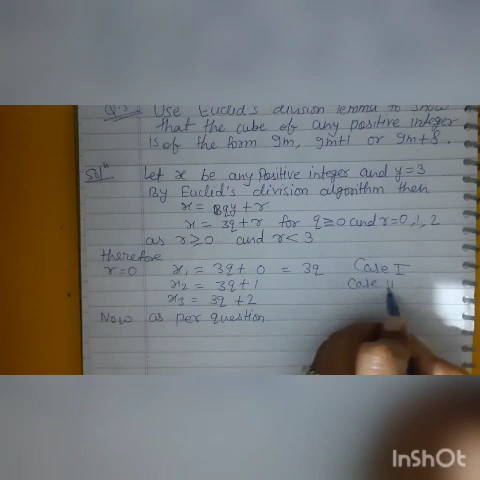 Q.5 Use Euclid's division lemma to show
that the cube of any positive integer
is of the form 9m, 9m+1 or 9m+8.
Solⁿ Let x be any Positive integer and y=3
By Euclid's division algorithm then
x = qy + r
x = 3q + r for q ≥ 0 and r = 0, 1, 2
as r ≥ 0 and r < 3
therefore
r=0 x₁ = 3q + 0 = 3q Case I
x₂ = 3q + 1 Case II
x₃ = 3q + 2
Now as per question
InShOt